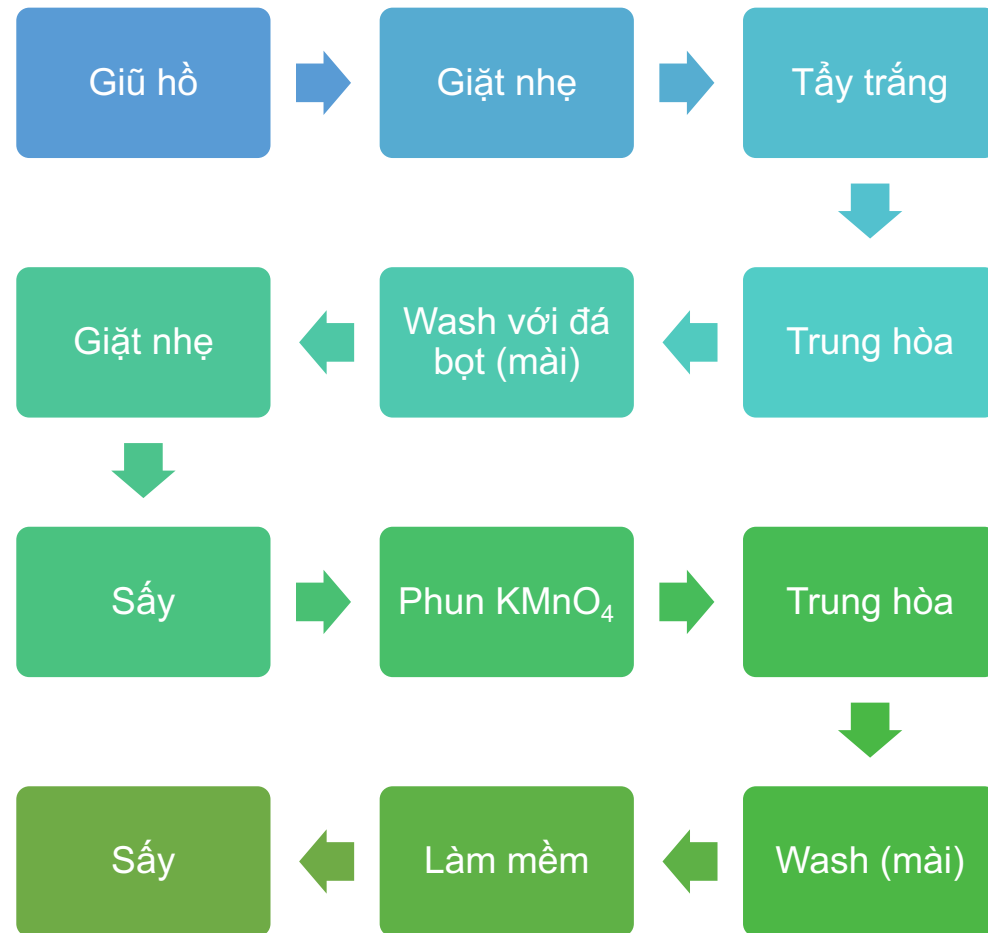 Giũ hồ
Giặt nhẹ
Tẩy trắng
Trung hòa
Wash với đá
bọt (mài)
Giặt nhẹ
Sấy
Phun KMnO₄
Trung hòa
Wash (mài)
Làm mềm
Sấy